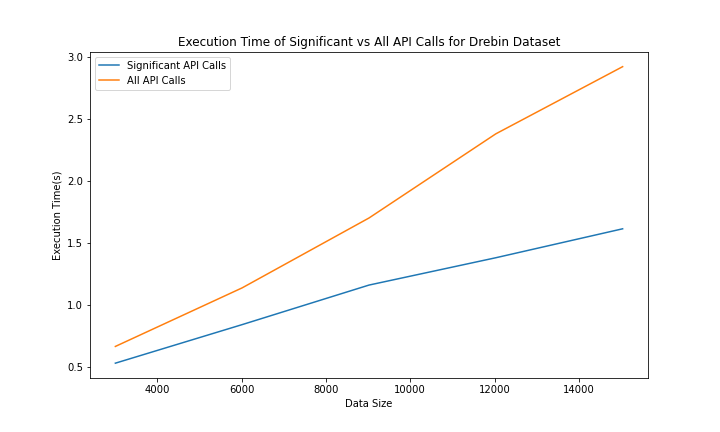 Execution Time of Significant vs All API Calls for Drebin Dataset
3.0
Significant API Calls
All API Calls
2.5
2.0
Execution Time(s)
1.5
1.0
0.5
4000 6000 8000 10000 12000 14000
Data Size